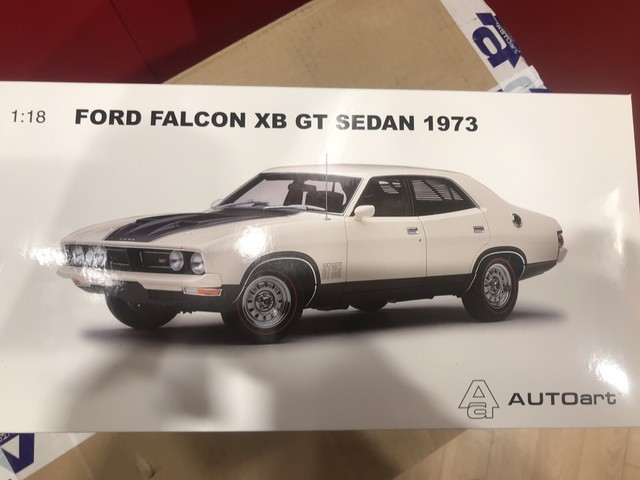 1:18 FORD FALCON XB GT SEDAN 1973
AUTOart